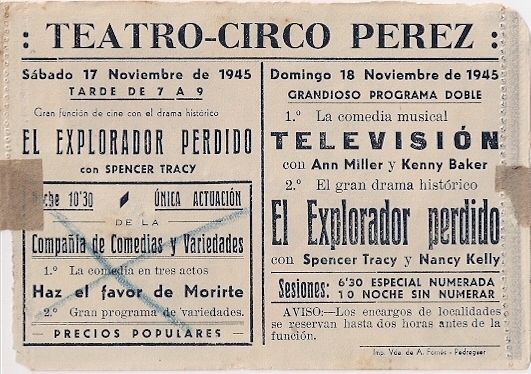 : TEATRO-CIRCO PEREZ :
Sábado 17 Noviembre de 1945
TARDE DE 7 A 9
Gran función de cine con el drama histórico
EL EXPLORADOR PERDIDO
con SPENCER TRACY
che 10'30 ÚNICA ACTUACIÓN
DE LA
Compañía de Comedias y Variedades
1.º La comedia en tres actos
Haz el favor de Morirte
2.º Gran programa de variedades.
PRECIOS POPULARES
Domingo 18 Noviembre de 1945
GRANDIOSO PROGRAMA DOBLE
1.º La comedia musical
TELEVISIÓN
con Ann Miller y Kenny Baker
2.º El gran drama histórico
El Explorador perdido
con Spencer Tracy y Nancy Kelly
Sesiones: 6'30 ESPECIAL NUMERADA
10 NOCHE SIN NUMERAR
AVISO:—Los encargos de localidades
se reservan hasta dos horas antes de la
función.
Imp. Vda. de A. Fornés - Pedreguer